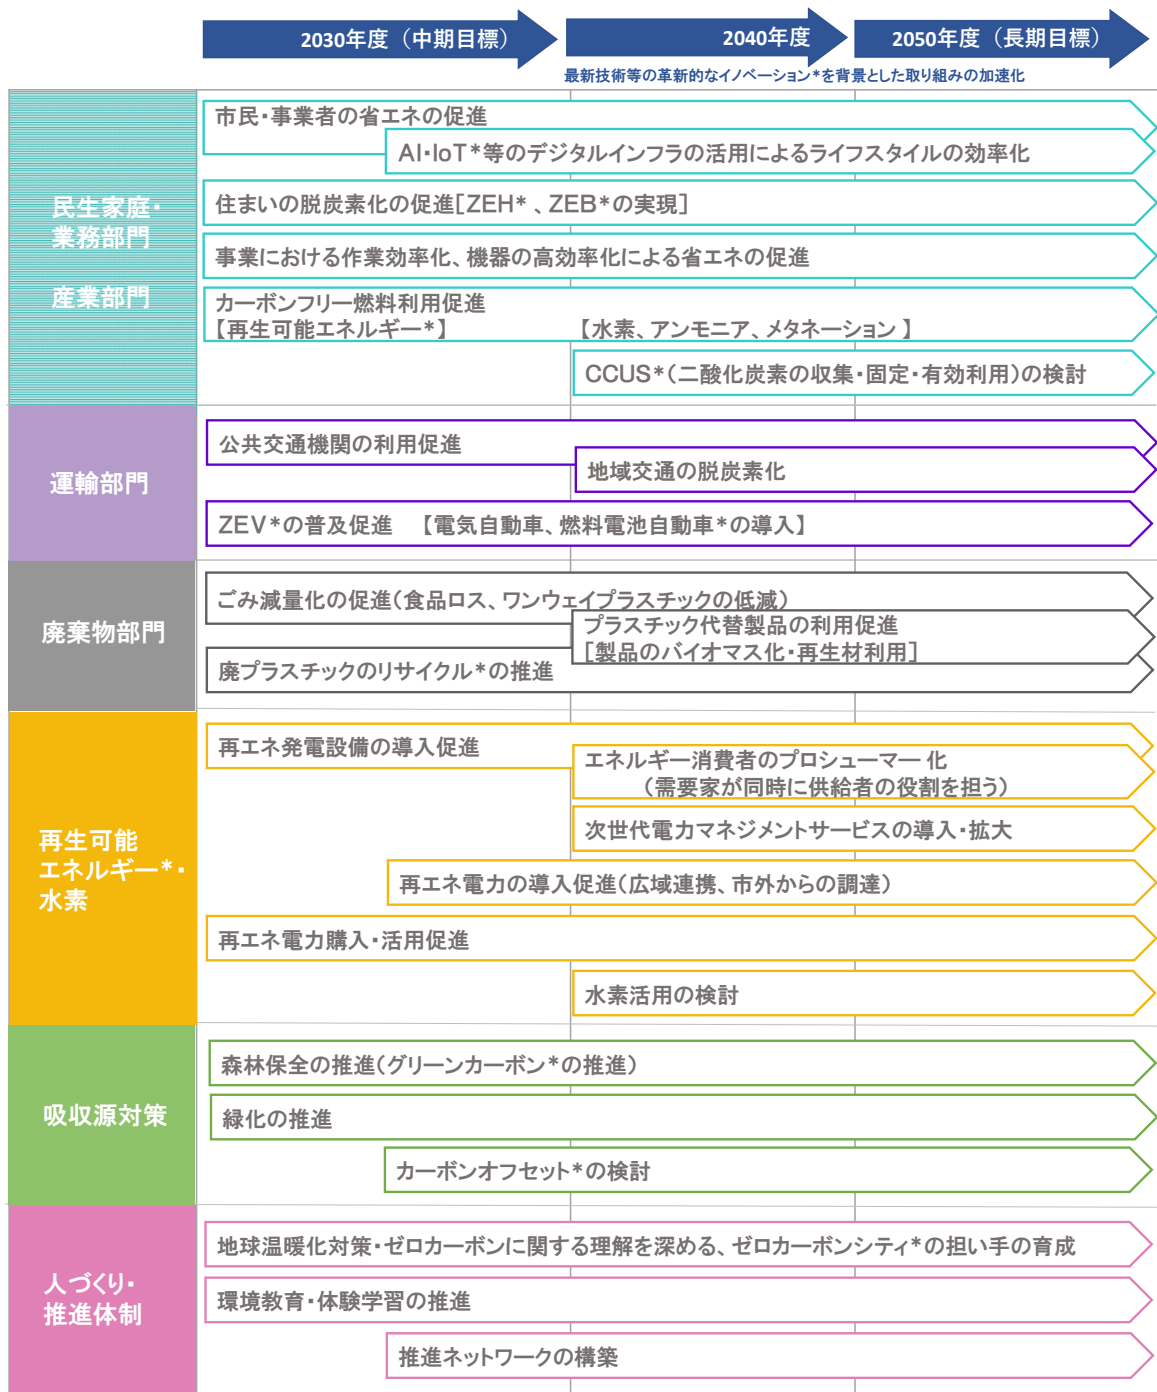 2030年度（中期目標）
2040年度
2050年度（長期目標）
最新技術等の革新的なイノベーション*を背景とした取り組みの加速化
民生家庭・
業務部門
産業部門
市民・事業者の省エネの促進
AI・IoT*等のデジタルインフラの活用によるライフスタイルの効率化
住まいの脱炭素化の促進[ZEH*、ZEB*の実現]
事業における作業効率化、機器の高効率化による省エネの促進
カーボンフリー燃料利用促進
【再生可能エネルギー*】 【水素、アンモニア、メタネーション】
CCUS*（二酸化炭素の収集・固定・有効利用）の検討
運輸部門
公共交通機関の利用促進
地域交通の脱炭素化
ZEV*の普及促進 【電気自動車、燃料電池自動車*の導入】
廃棄物部門
ごみ減量化の促進（食品ロス、ワンウェイプラスチックの低減）
プラスチック代替製品の利用促進
[製品のバイオマス化・再生材利用]
廃プラスチックのリサイクル*の推進
再生可能
エネルギー*・
水素
再エネ発電設備の導入促進
エネルギー消費者のプロシューマー化
（需要家が同時に供給者の役割を担う）
次世代電力マネジメントサービスの導入・拡大
再エネ電力の導入促進（広域連携、市外からの調達）
再エネ電力購入・活用促進
水素活用の検討
吸収源対策
森林保全の推進（グリーンカーボン*の推進）
緑化の推進
カーボンオフセット*の検討
人づくり・
推進体制
地球温暖化対策・ゼロカーボンに関する理解を深める、ゼロカーボンシティ*の担い手の育成
環境教育・体験学習の推進
推進ネットワークの構築